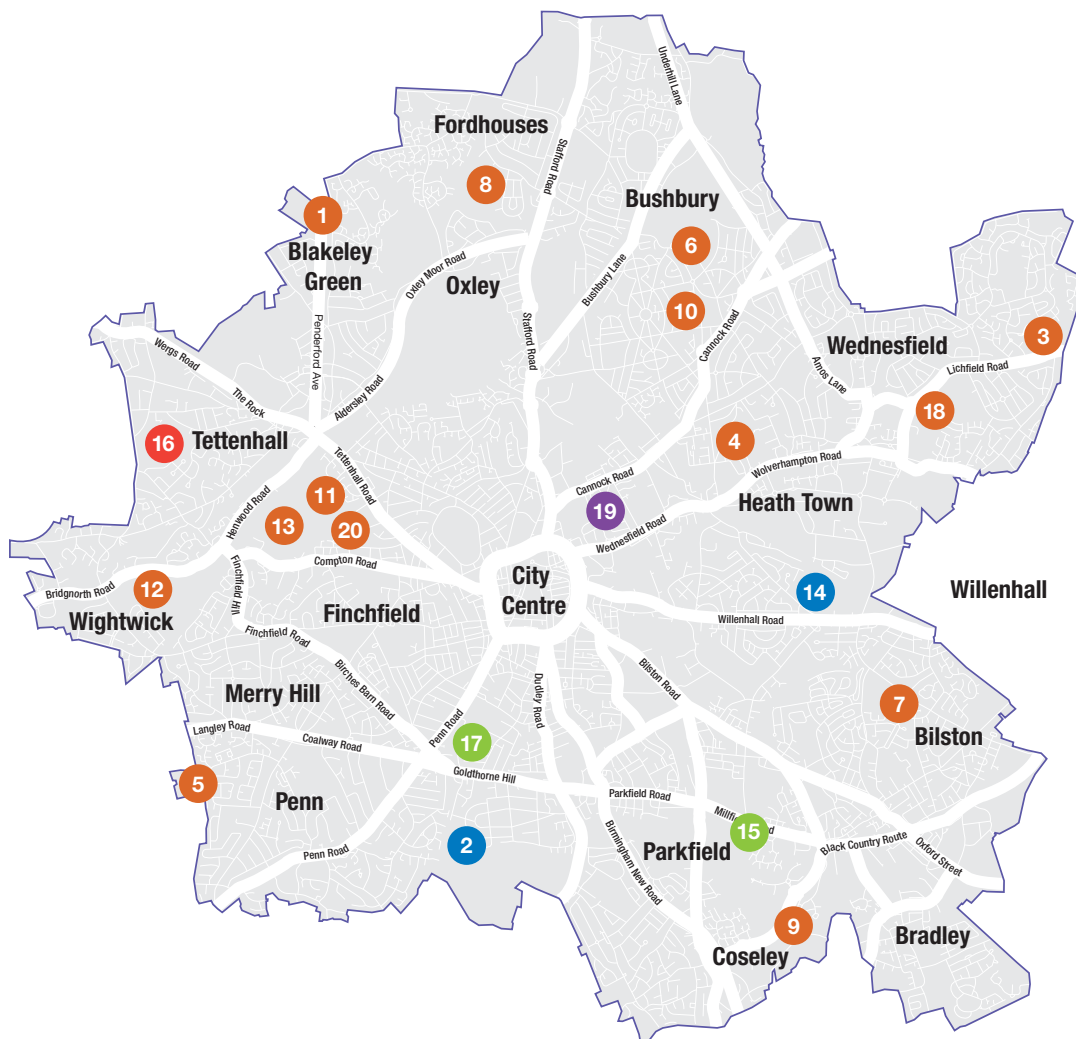 Underhill Lane
Fordhouses
Stafford Road
8
Bushbury
1
6
Blakeley
Green
Oxley Moor Road
Oxley
Bushbury Lane
10
Cannock Road
3
Penderford Ave
Stafford Road
Wednesfield
Wergs Road
Amos Lane
Lichfield Road
The Rock
Aldersley Road
18
16
Tettenhall
4
Tettenhall Road
Wolverhampton Road
Cannock Road
11
Henwood Road
13
20
19
Heath Town
Wednesfield Road
Compton Road
City
Centre
Bridgnorth Road
12
Finchfield Hill
14
Willenhall
Wightwick
Finchfield
Willenhall Road
Finchfield Road
Birches Barn Road
Bilston Road
Merry Hill
Dudley Road
7
Langley Road
Coalway Road
Penn Road
17
Bilston
Goldthorne Hill
5
Penn
Parkfield Road
Millfi
d
15
2
Penn Road
Birmingham New Road
Parkfield
Black Country Route
Oxford Street
9
Coseley
Bradley